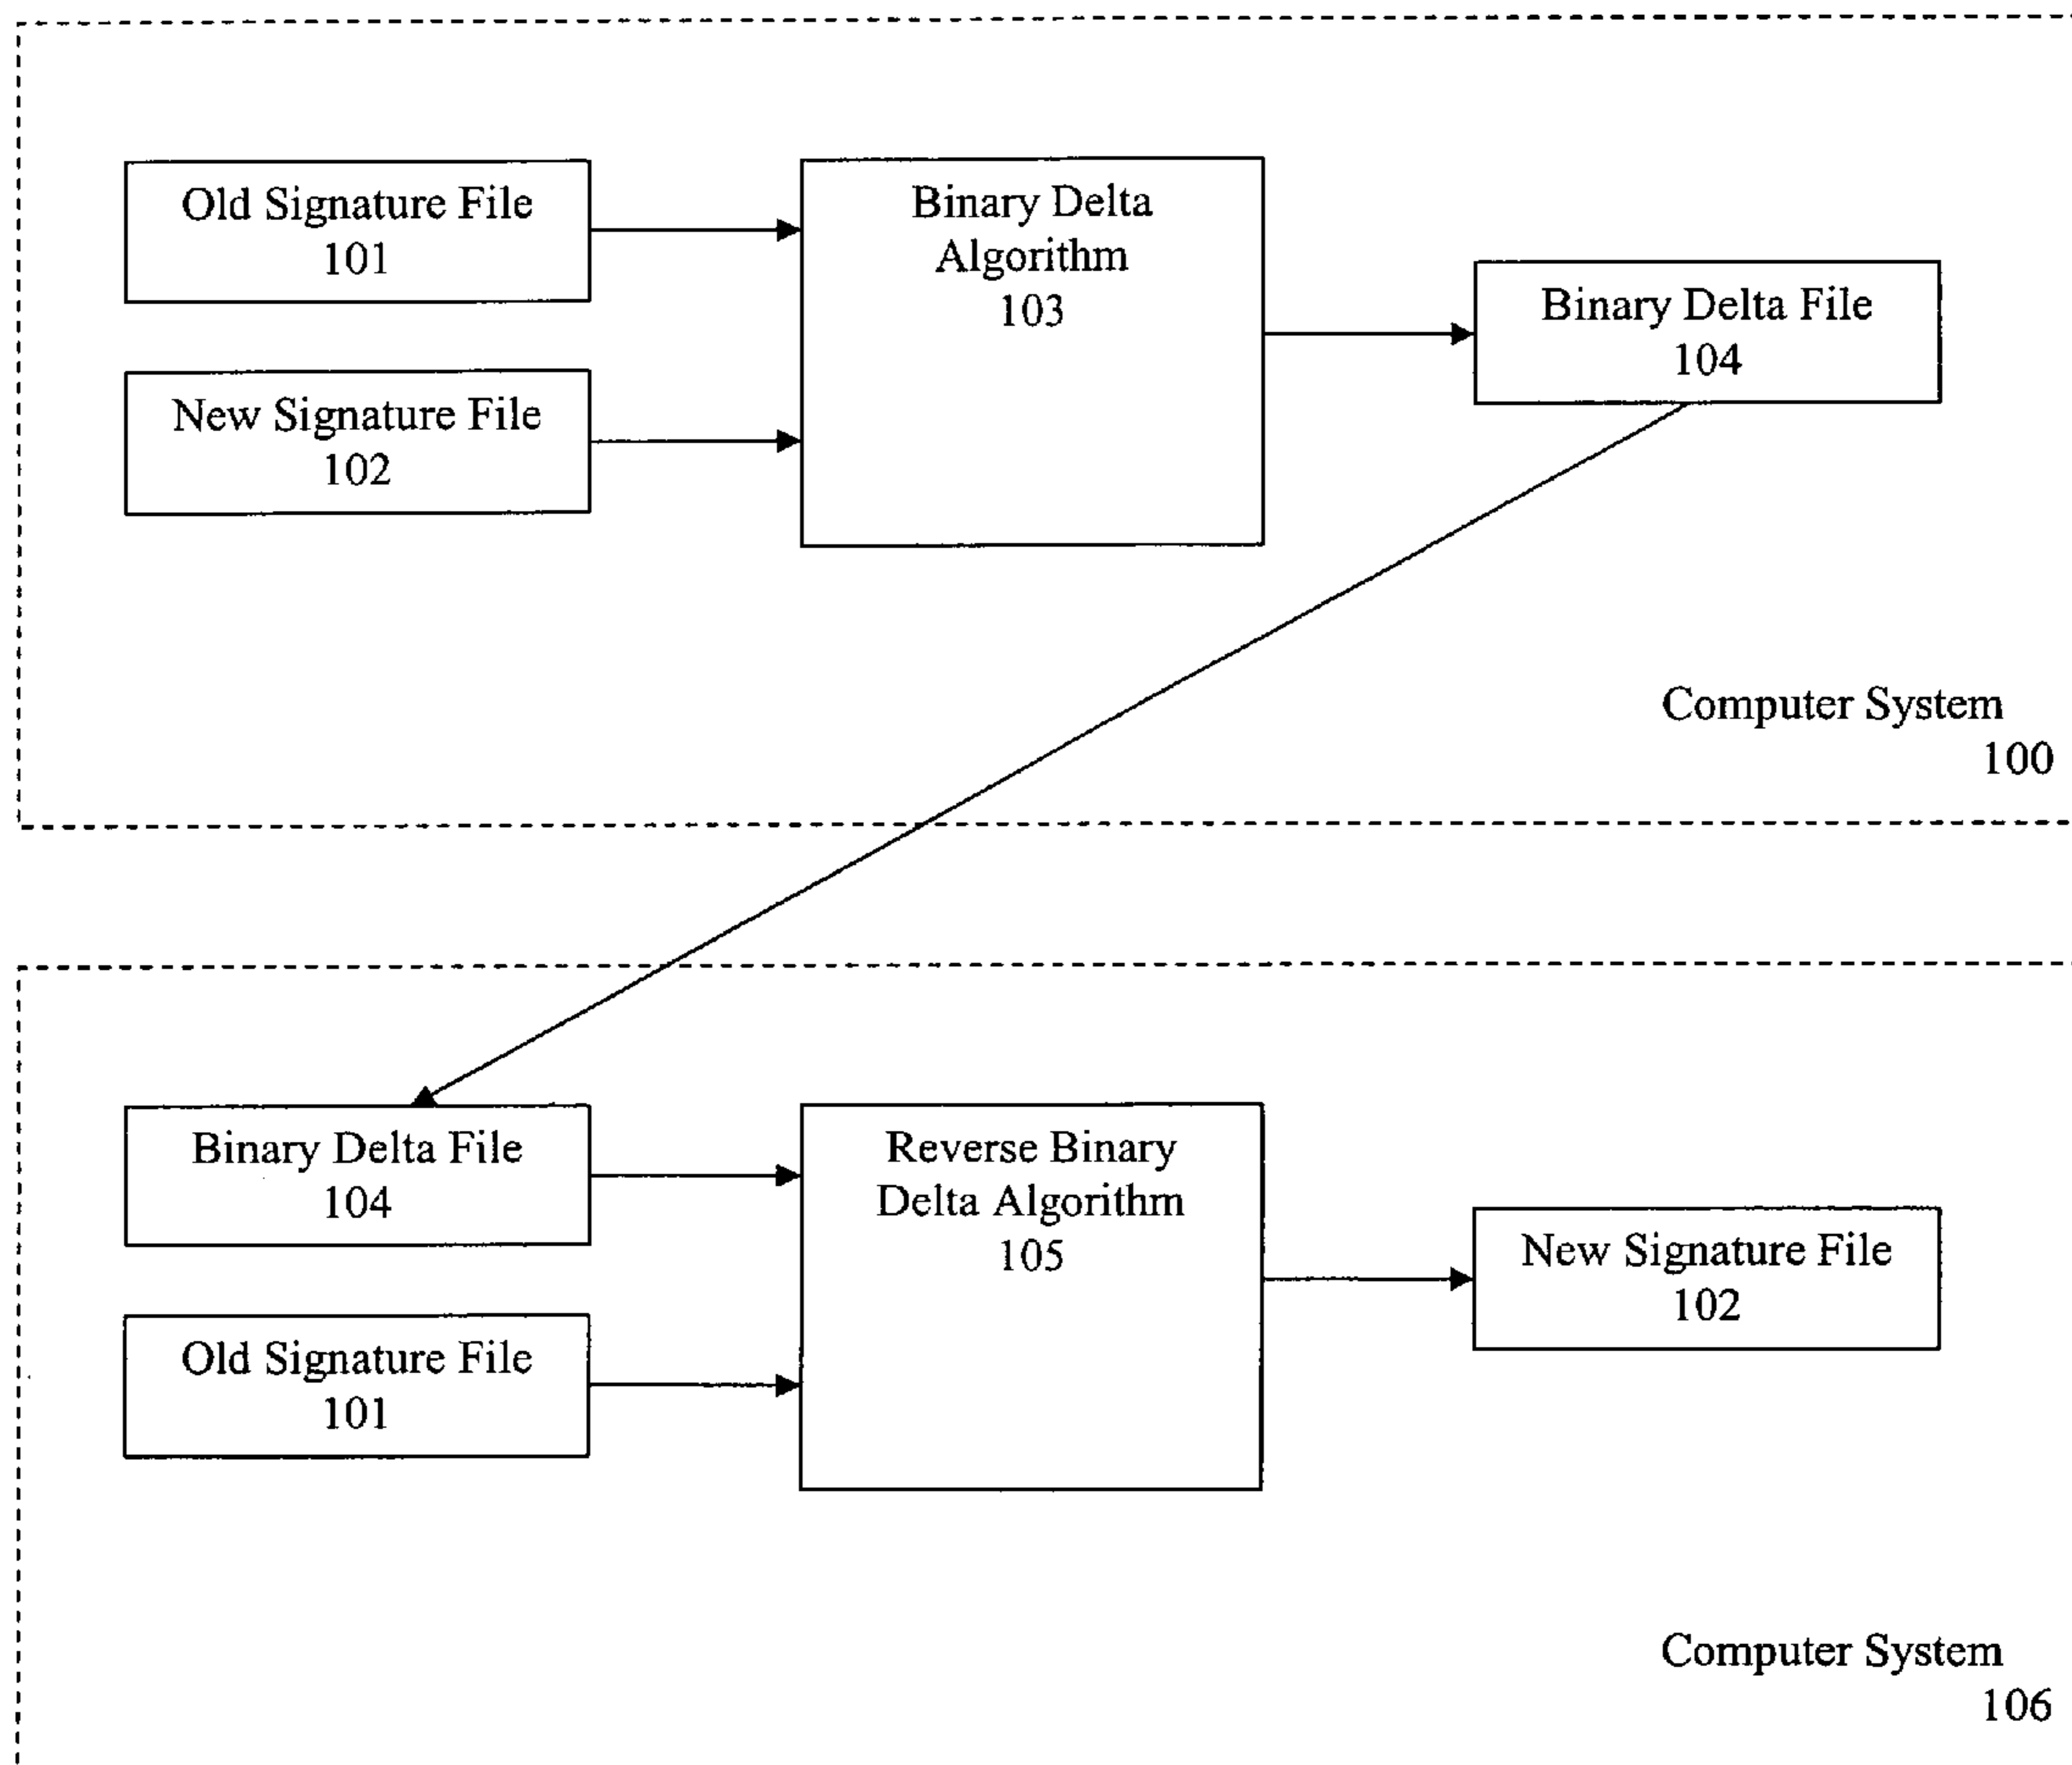 Old Signature File
101
New Signature File
102
Binary Delta
Algorithm
103
Binary Delta File
104
Computer System
100
Binary Delta File
104
Old Signature File
101
Reverse Binary
Delta Algorithm
105
New Signature File
102
Computer System
106